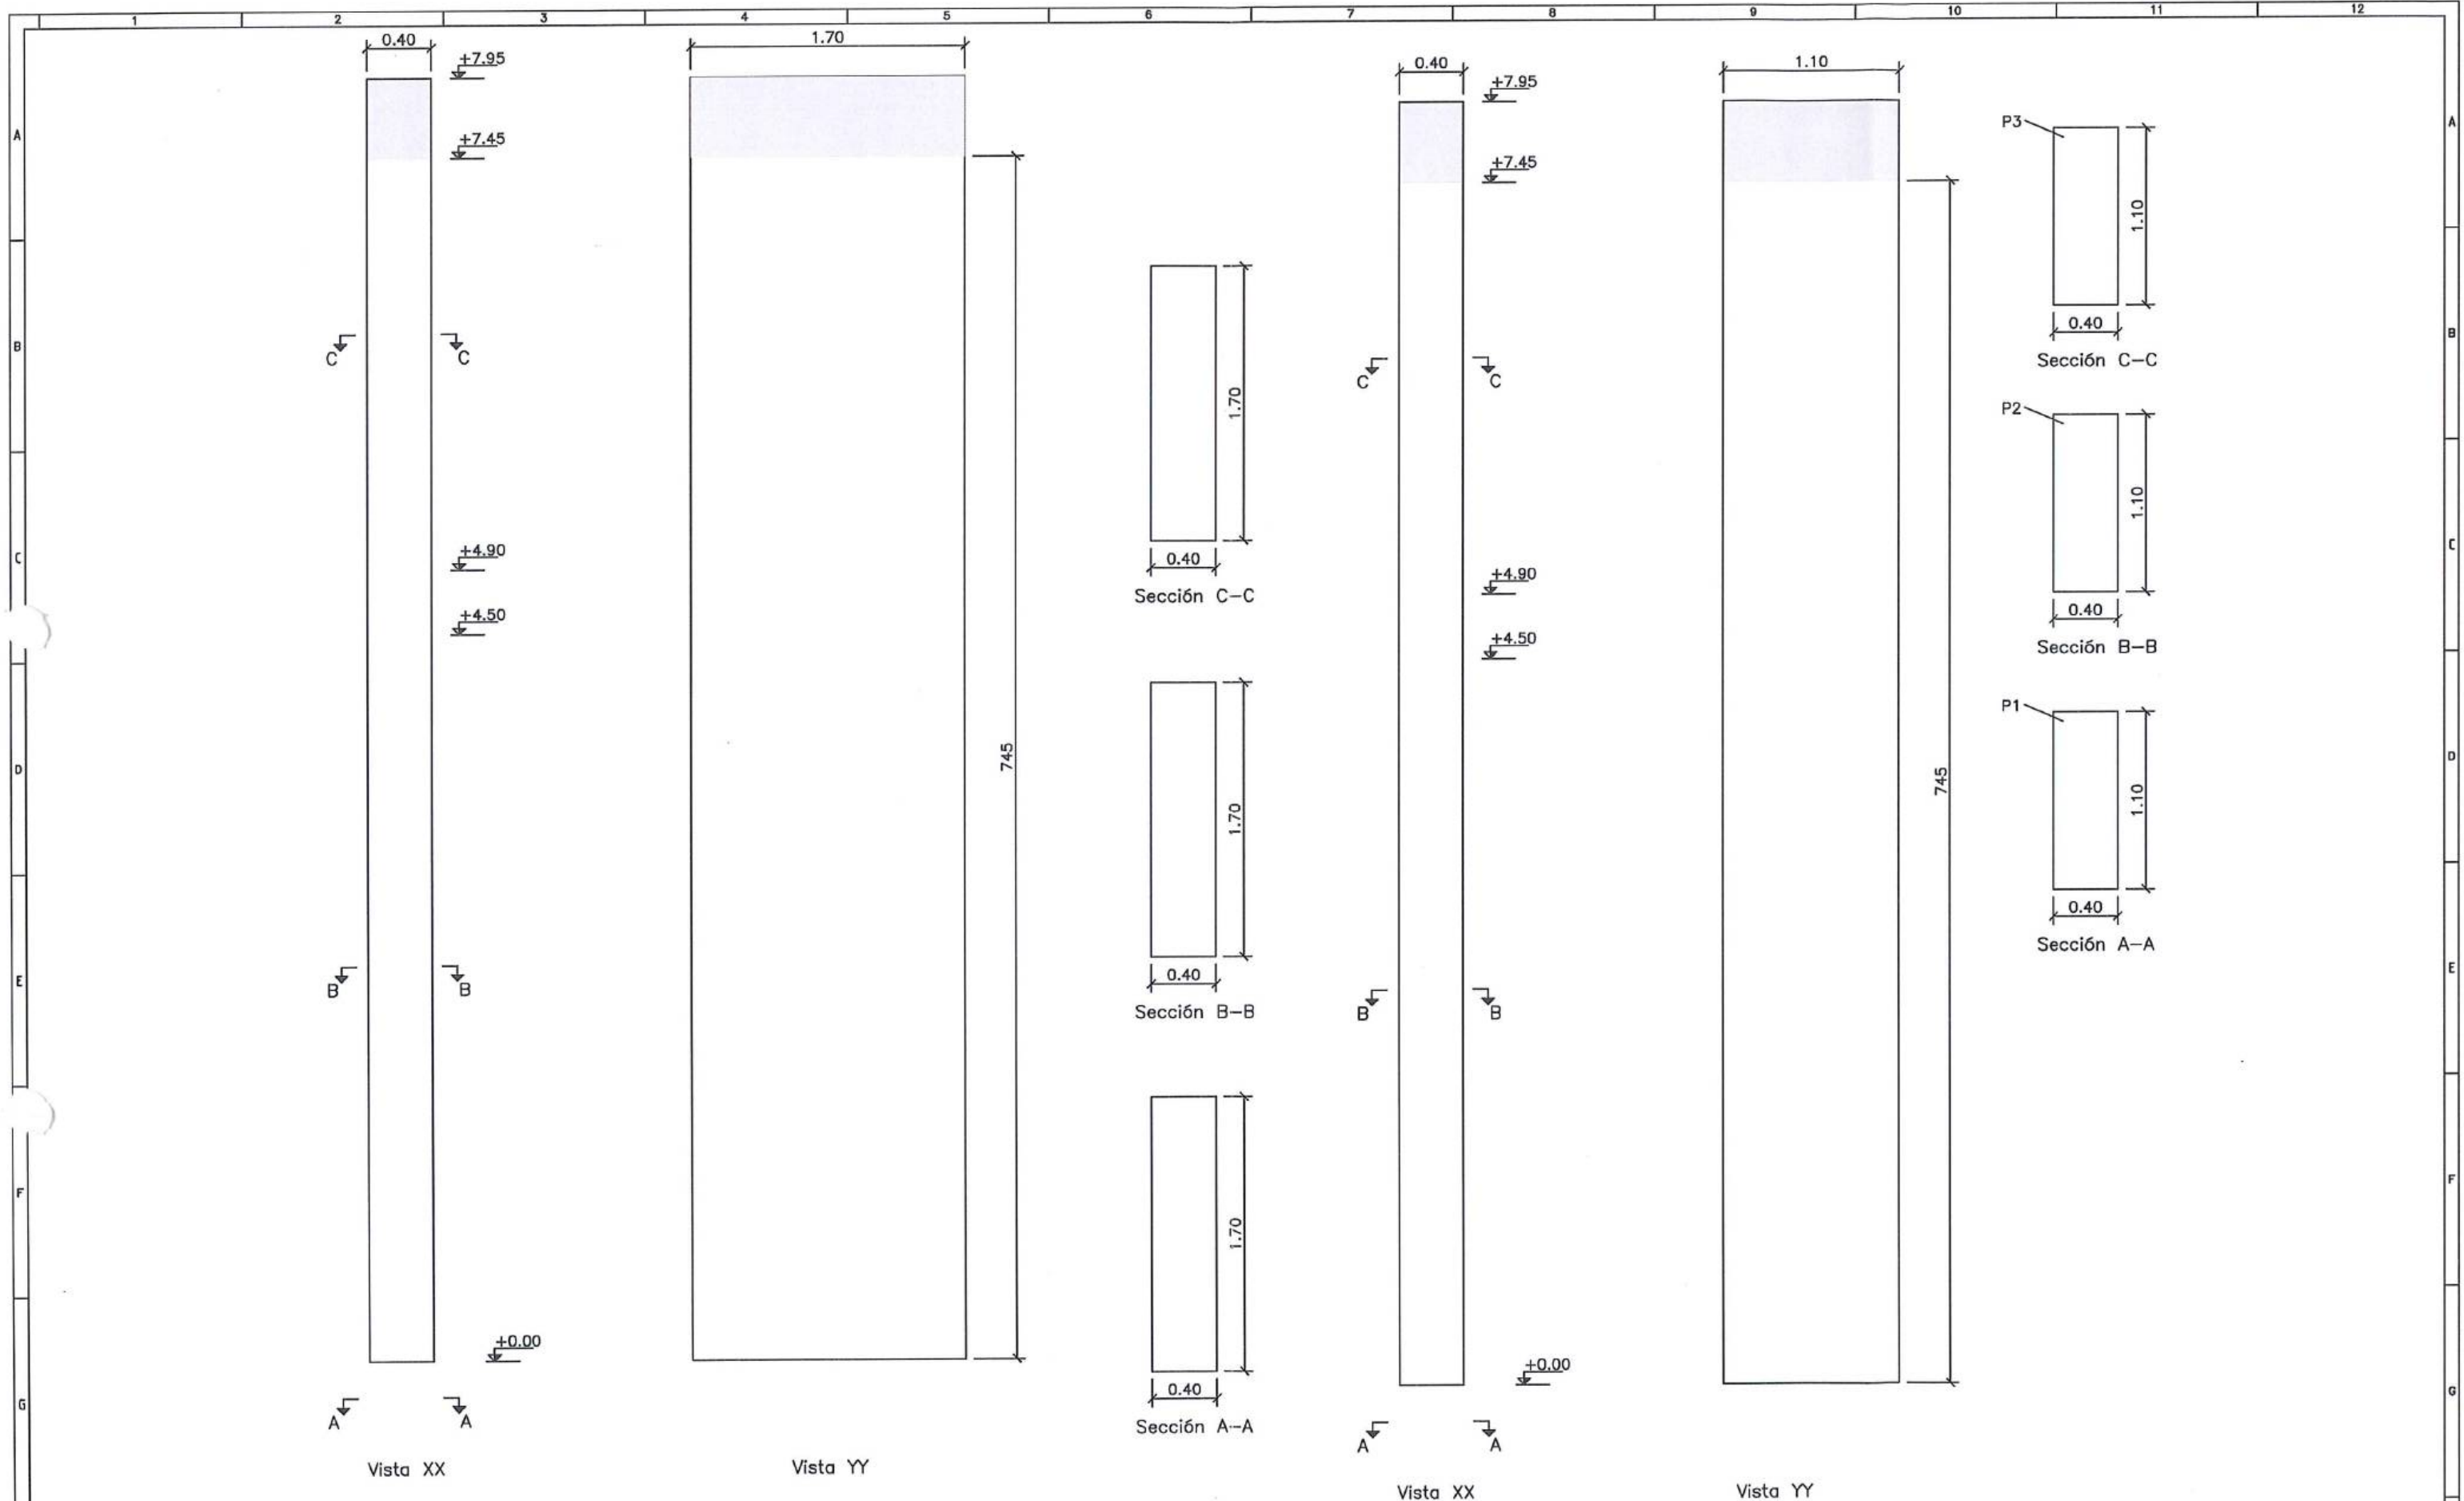 1 2 3 4 5 6 7 8 9 10 11 12
A
B
C
D
E
F
G
0.40
+7.95
+7.45
C C
+4.90
+4.50
B B
+0.00
A A
Vista XX
1.70
745
Vista YY
1.70
0.40
Sección C-C
1.70
0.40
Sección B-B
1.70
0.40
Sección A-A
0.40
+7.95
+7.45
C C
+4.90
+4.50
B B
+0.00
A A
Vista XX
1.10
745
Vista YY
P3
1.10
0.40
Sección C-C
P2
1.10
0.40
Sección B-B
P1
1.10
0.40
Sección A-A
A
B
C
D
E
F
G